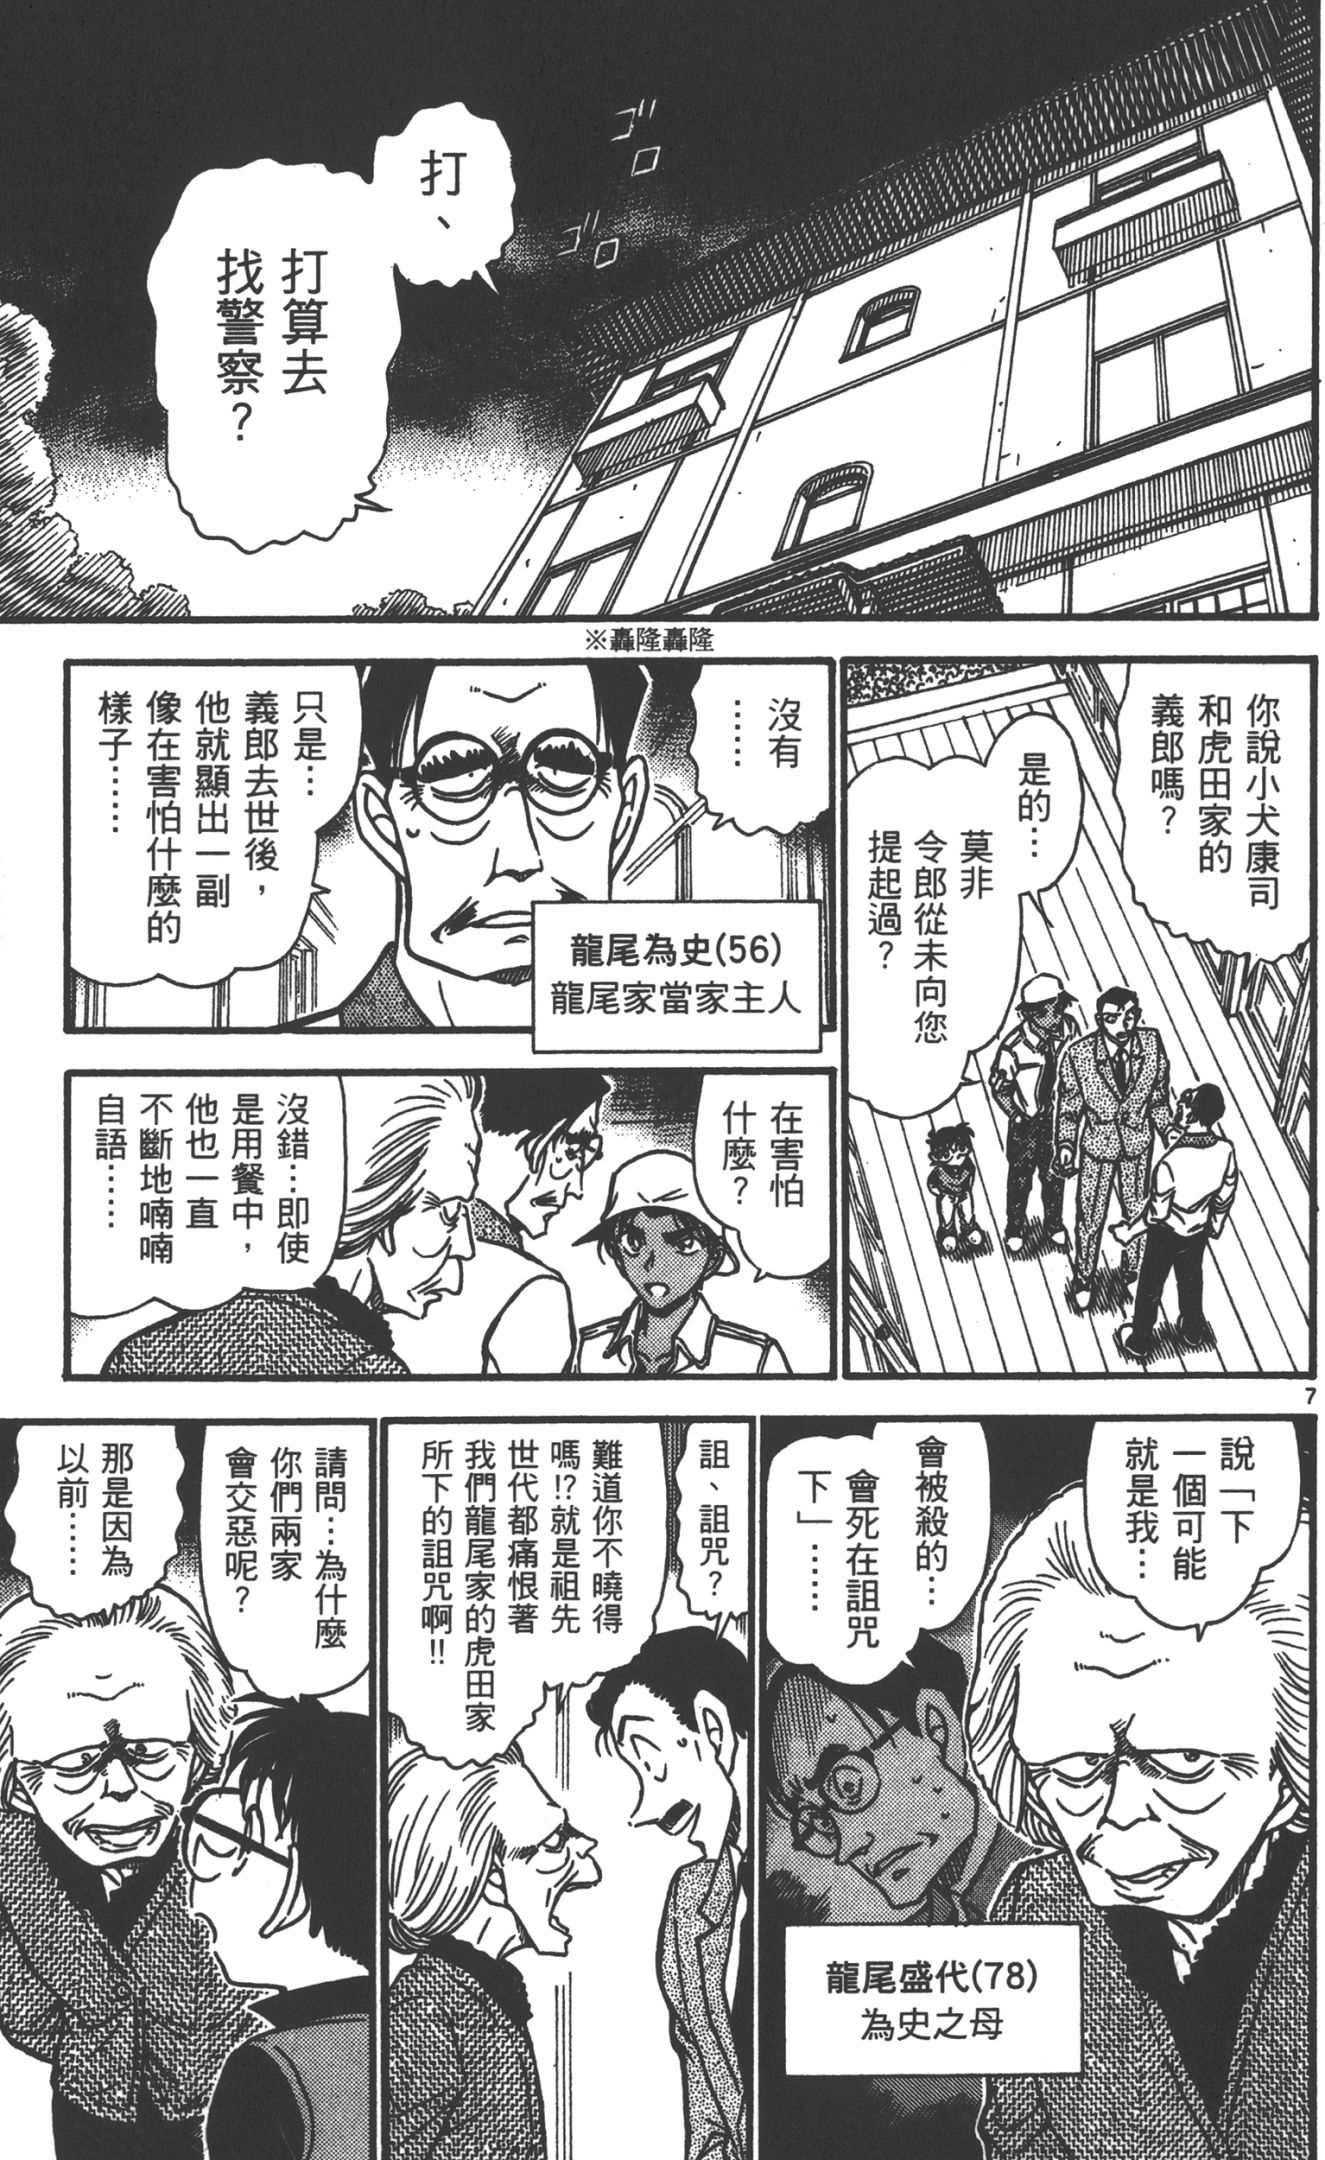 ゴ
ロ
ゴ
ロ
打、
打算去
找警察？
※轟隆轟隆
你說小犬康司
和虎田家的
義郎嗎？
是的…
莫非
令郎從未向您
提起過？
沒有
……
只是…
義郎去世後，
他就顯出一副
像在害怕什麼的
樣子……
龍尾為史(56)
龍尾家當家主人
在害怕
什麼？
沒錯…即使
是用餐中，
他也一直
不斷地喃喃
自語……
7
說「下
一個可能
就是我…
會被殺的…
會死在詛咒
下」……
龍尾盛代(78)
為史之母
詛、詛咒？
難道你不曉得
嗎!?就是祖先
世代都痛恨著
我們龍尾家的虎田家
所下的詛咒啊!!
請問…為什麼
你們兩家
會交惡呢？
那是因為
以前……